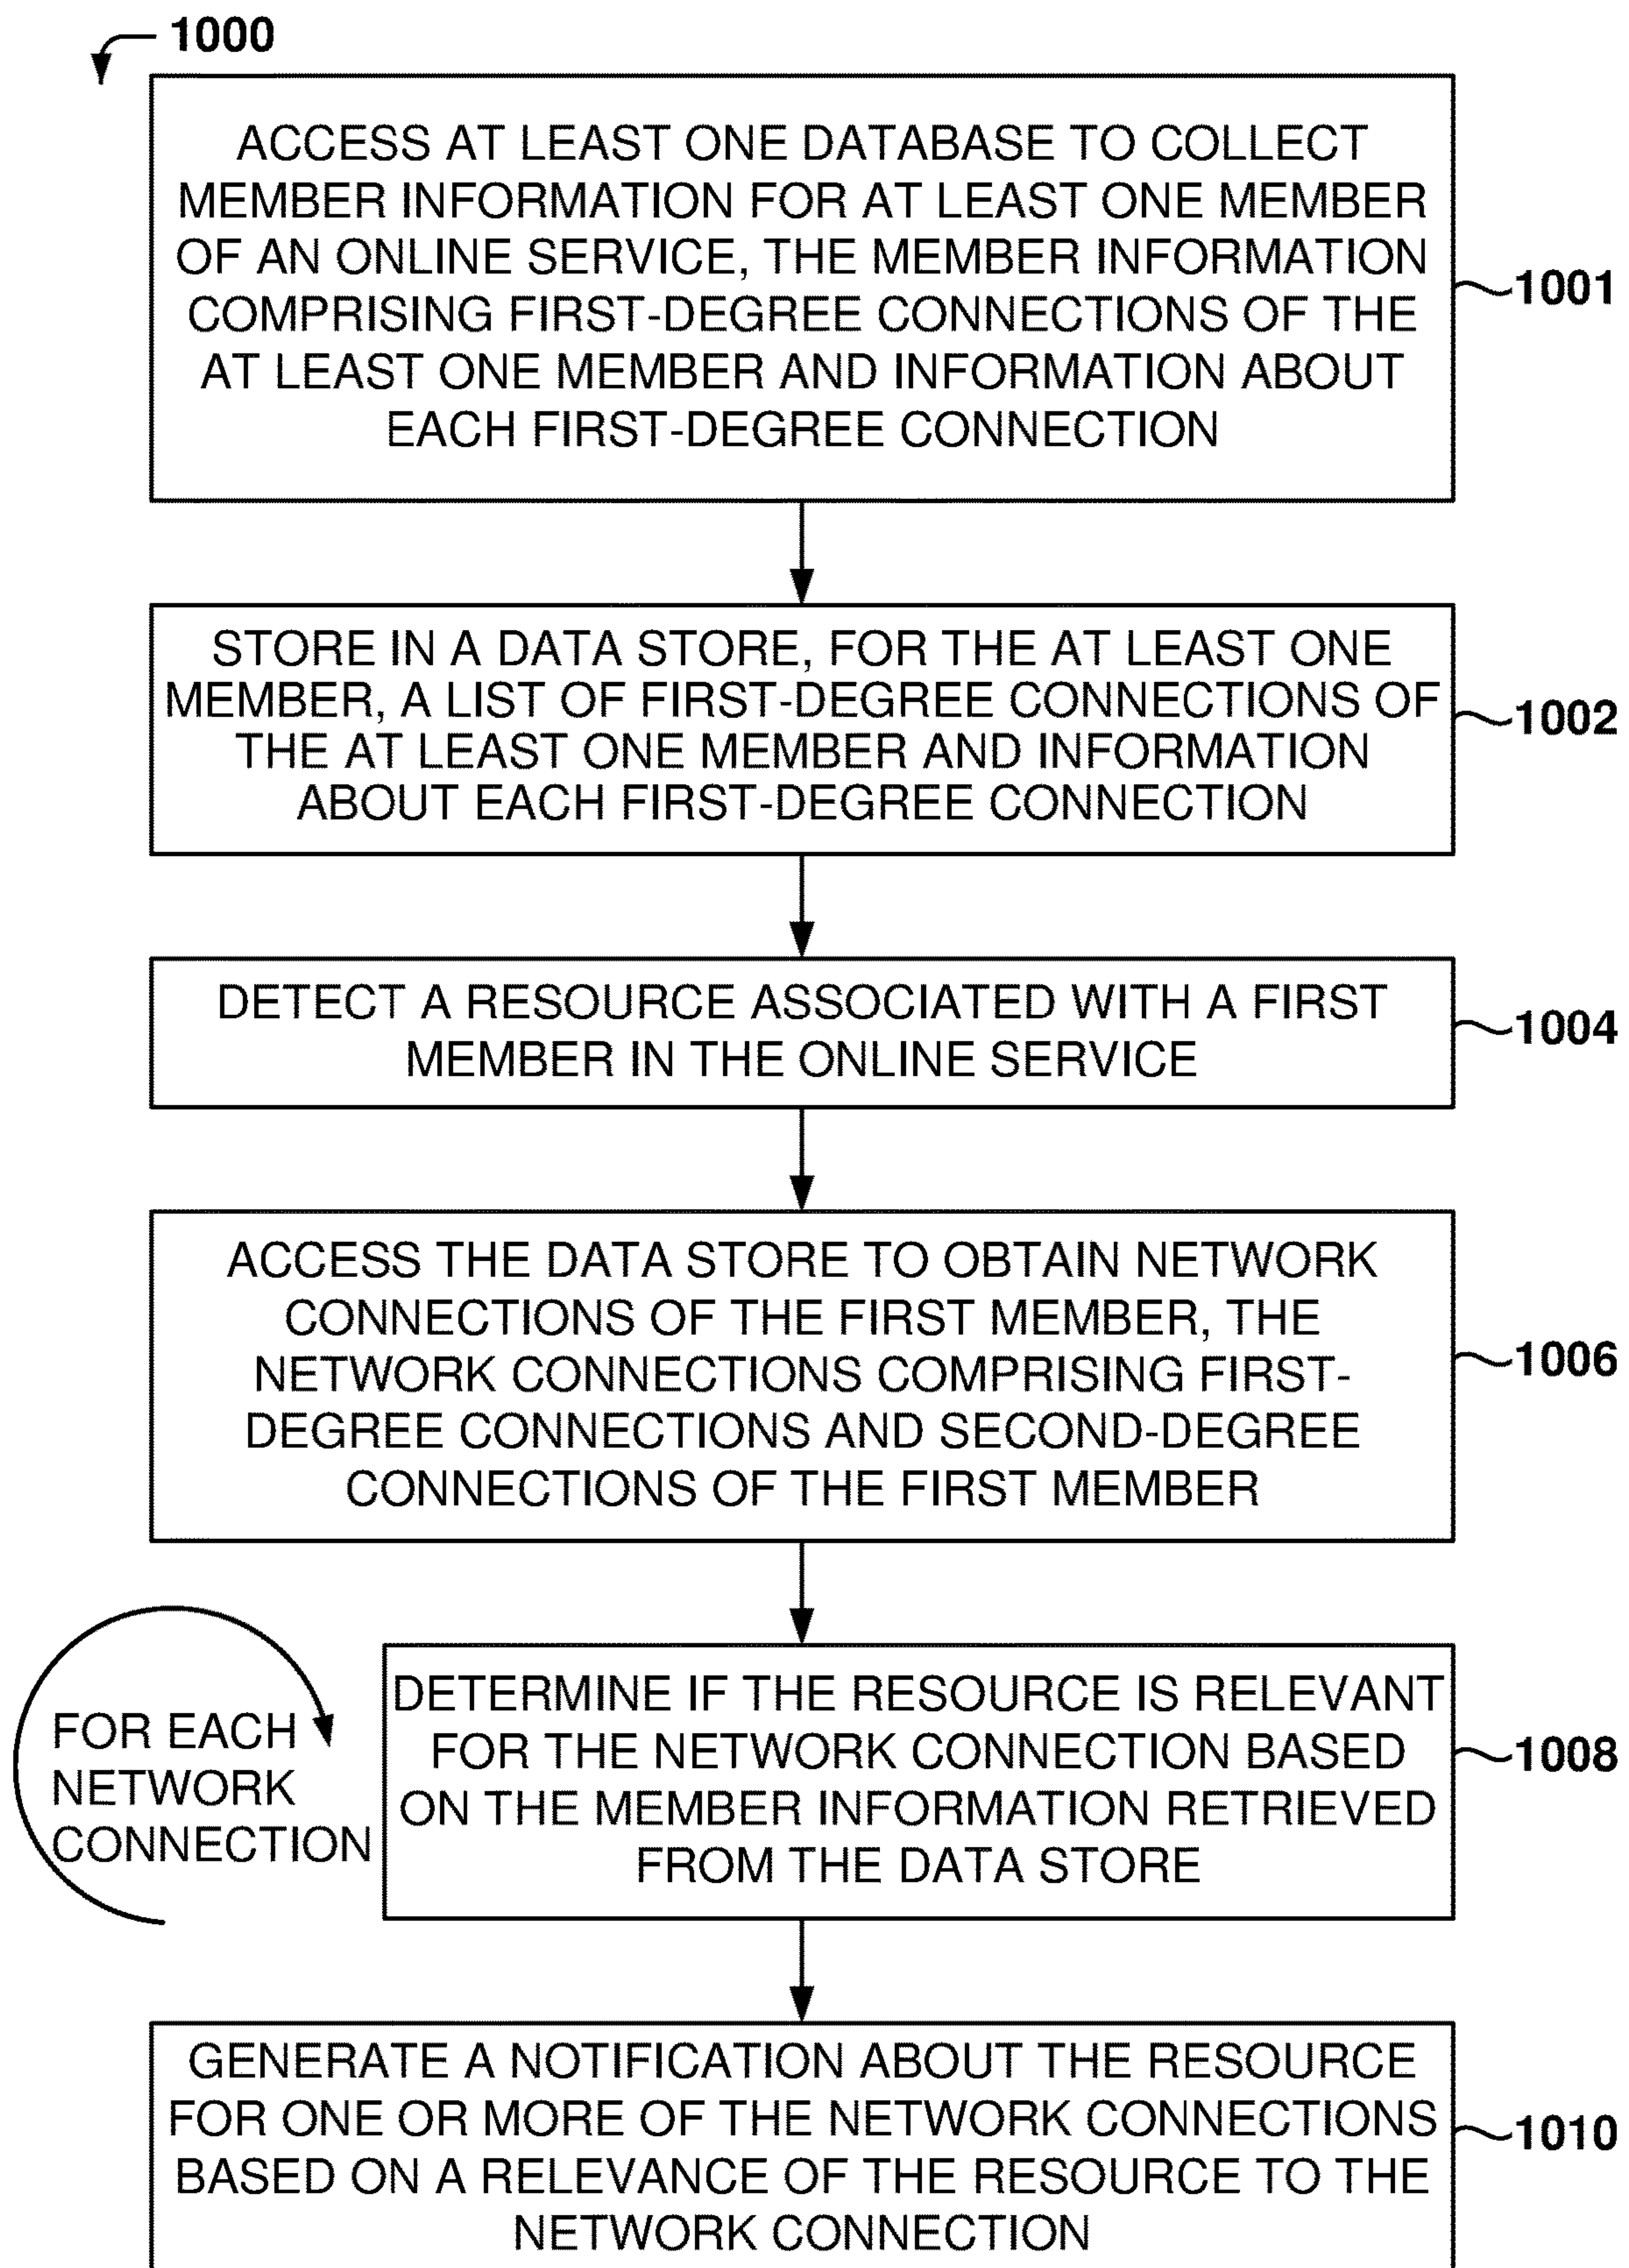 1000
ACCESS AT LEAST ONE DATABASE TO COLLECT
MEMBER INFORMATION FOR AT LEAST ONE MEMBER
OF AN ONLINE SERVICE, THE MEMBER INFORMATION
COMPRISING FIRST-DEGREE CONNECTIONS OF THE
AT LEAST ONE MEMBER AND INFORMATION ABOUT
EACH FIRST-DEGREE CONNECTION
1001
STORE IN A DATA STORE, FOR THE AT LEAST ONE
MEMBER, A LIST OF FIRST-DEGREE CONNECTIONS OF
THE AT LEAST ONE MEMBER AND INFORMATION
ABOUT EACH FIRST-DEGREE CONNECTION
1002
DETECT A RESOURCE ASSOCIATED WITH A FIRST
MEMBER IN THE ONLINE SERVICE
1004
ACCESS THE DATA STORE TO OBTAIN NETWORK
CONNECTIONS OF THE FIRST MEMBER, THE
NETWORK CONNECTIONS COMPRISING FIRST-
DEGREE CONNECTIONS AND SECOND-DEGREE
CONNECTIONS OF THE FIRST MEMBER
1006
FOR EACH
NETWORK
CONNECTION
DETERMINE IF THE RESOURCE IS RELEVANT
FOR THE NETWORK CONNECTION BASED
ON THE MEMBER INFORMATION RETRIEVED
FROM THE DATA STORE
1008
GENERATE A NOTIFICATION ABOUT THE RESOURCE
FOR ONE OR MORE OF THE NETWORK CONNECTIONS
BASED ON A RELEVANCE OF THE RESOURCE TO THE
NETWORK CONNECTION
1010